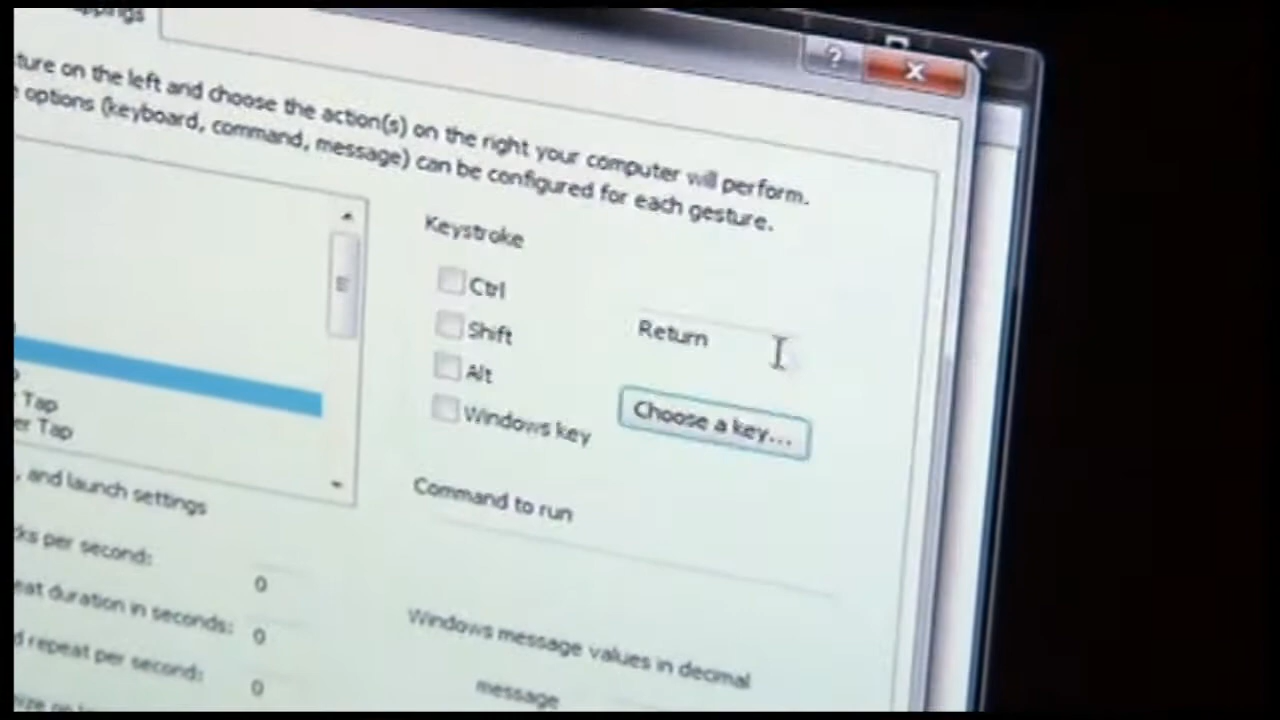 ture on the left and choose the action(s) on the right your computer will perform.
options (keyboard, command, message) can be configured for each gesture.
Keystroke
Ctrl
Shift
Return
Alt
Tap
er Tap
Windows key
Choose a key...
, and launch settings
Command to run
per second:
0
duration in seconds:
0
Windows message values in decimal
repeat per second:
0
message